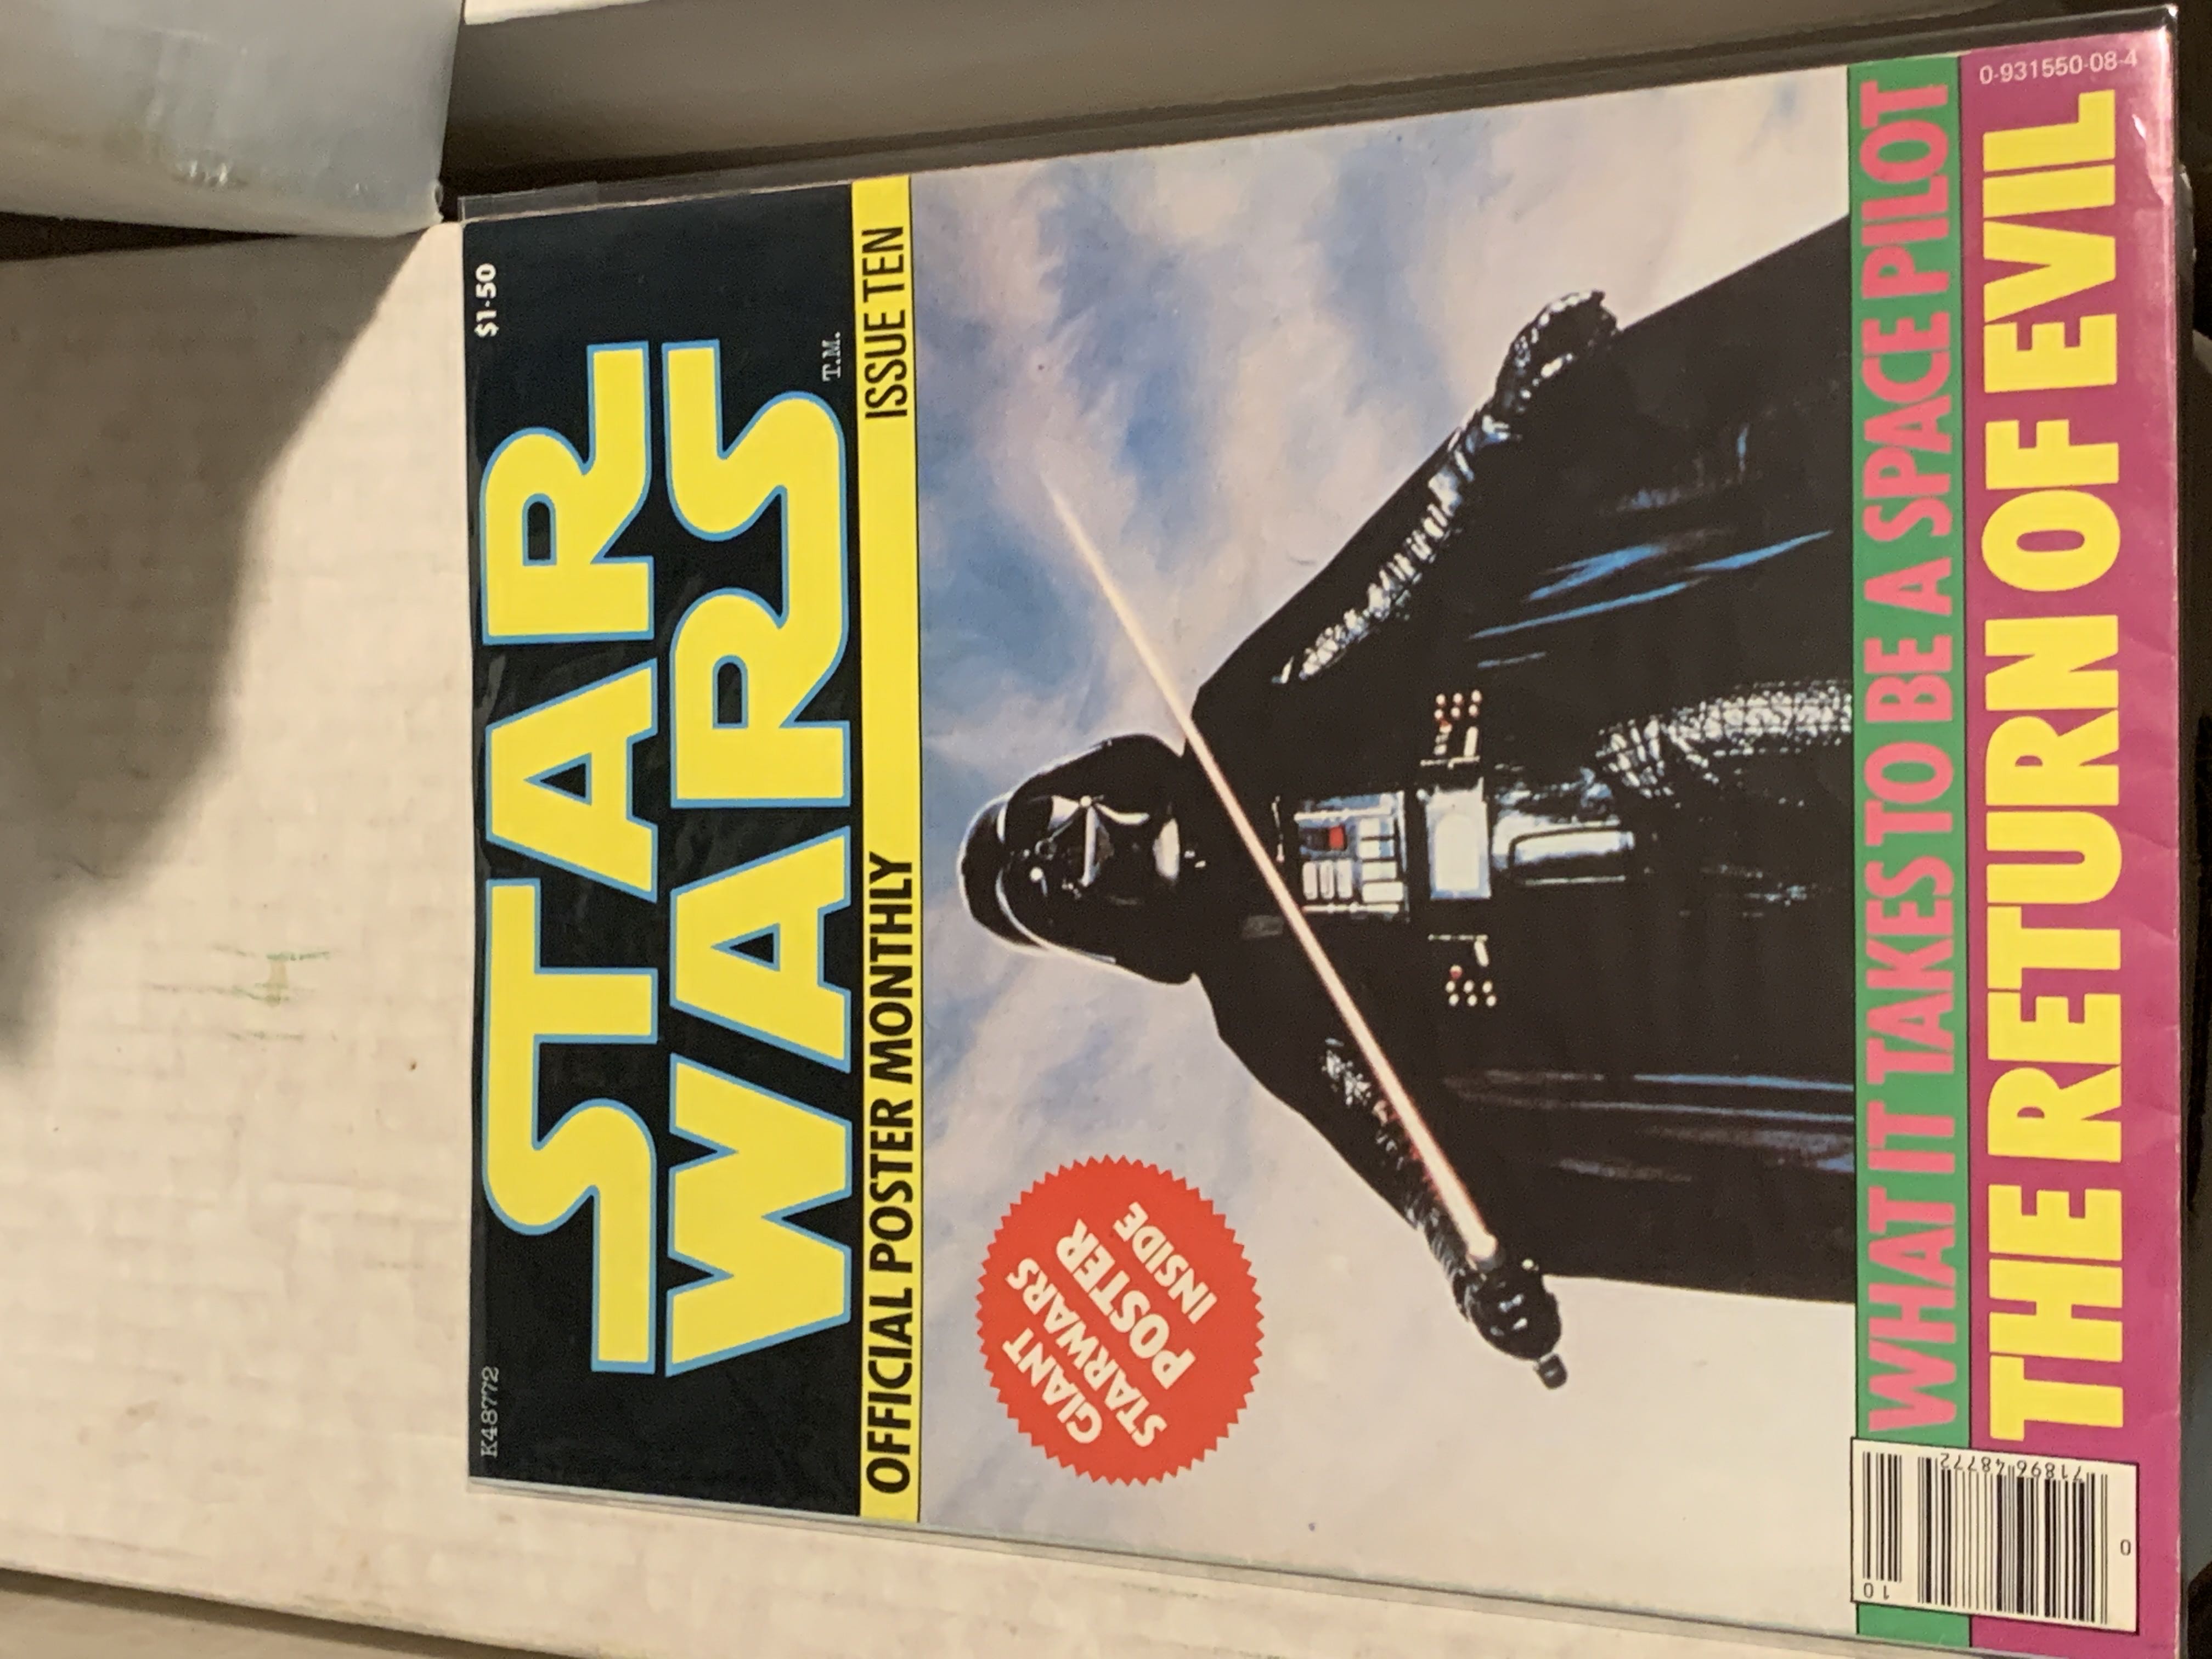 K48772
$1·50
STAR
WARS
T.M.
OFFICIAL POSTER MONTHLY
ISSUE TEN
GIANT
STARWARS
POSTER
INSIDE
WHAT IT TAKES TO BE A SPACE PILOT
THE RETURN OF EVIL
0-931550-08-4
10
0
71896 48772